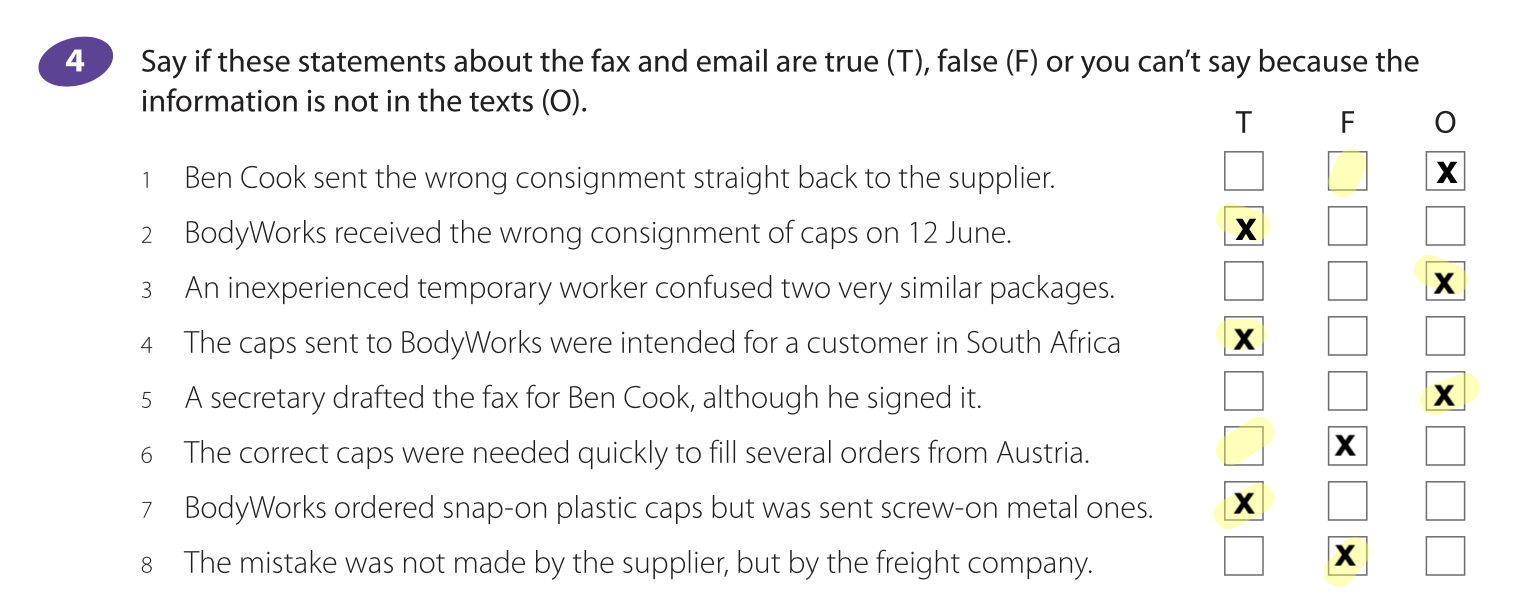 4 Say if these statements about the fax and email are true (T), false (F) or you can't say because the
information is not in the texts (O).
T F O
1 Ben Cook sent the wrong consignment straight back to the supplier. X
2 BodyWorks received the wrong consignment of caps on 12 June. X
3 An inexperienced temporary worker confused two very similar packages. X
4 The caps sent to BodyWorks were intended for a customer in South Africa X
5 A secretary drafted the fax for Ben Cook, although he signed it. X
6 The correct caps were needed quickly to fill several orders from Austria. X
7 BodyWorks ordered snap-on plastic caps but was sent screw-on metal ones. X
8 The mistake was not made by the supplier, but by the freight company. X